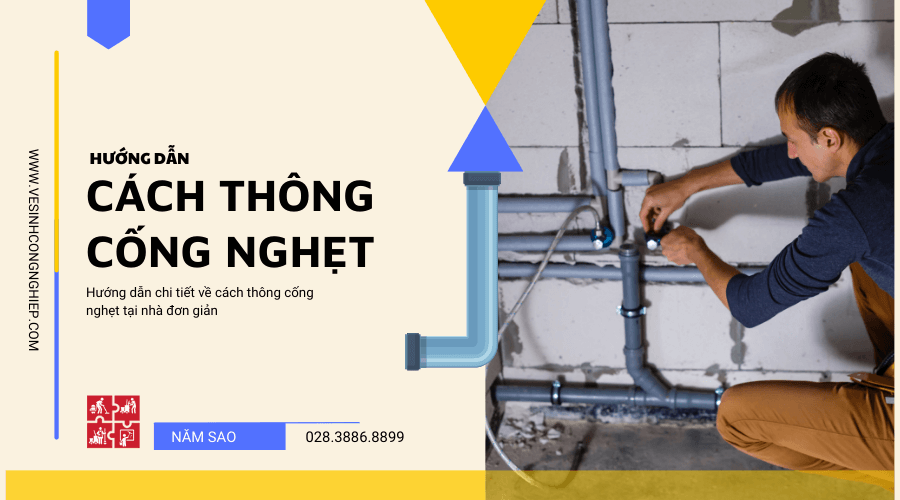 HƯỚNG DẪN
CÁCH THÔNG
CỐNG NGHẸT
Hướng dẫn chi tiết về cách thông cống
nghẹt tại nhà đơn giản
WWW.VESINHCONGNGHIEP.COM
NĂM SAO
028.3886.8899